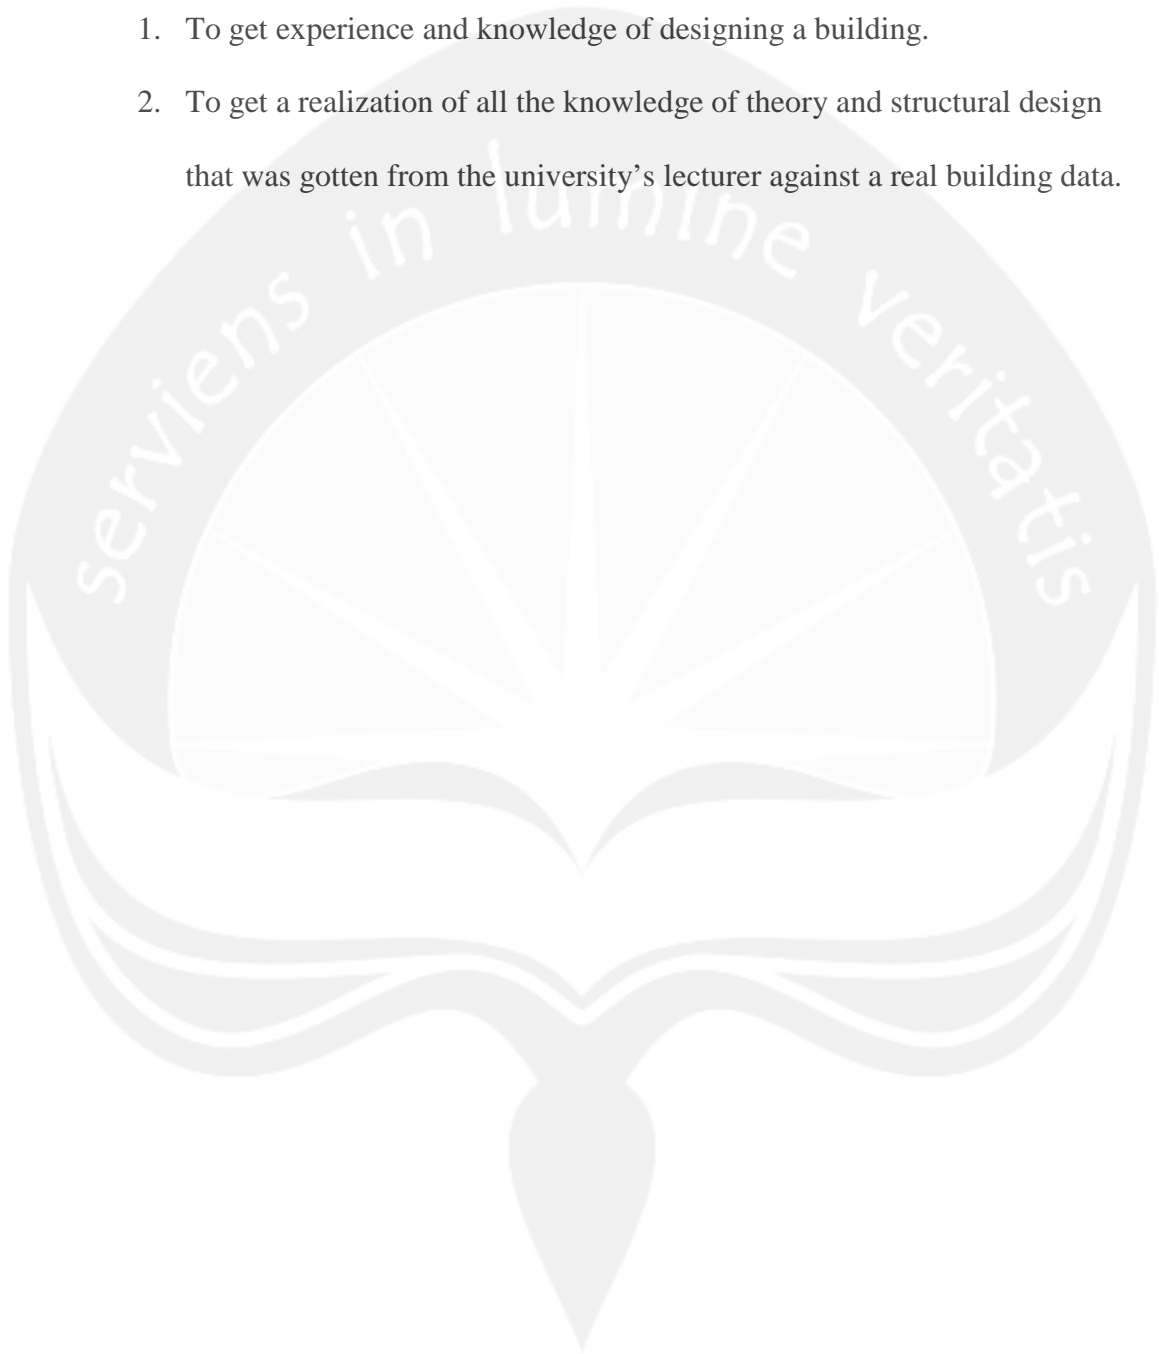 1. To get experience and knowledge of designing a building.
2. To get a realization of all the knowledge of theory and structural design
that was gotten from the university’s lecturer against a real building data.
serviens in lumine veritatis